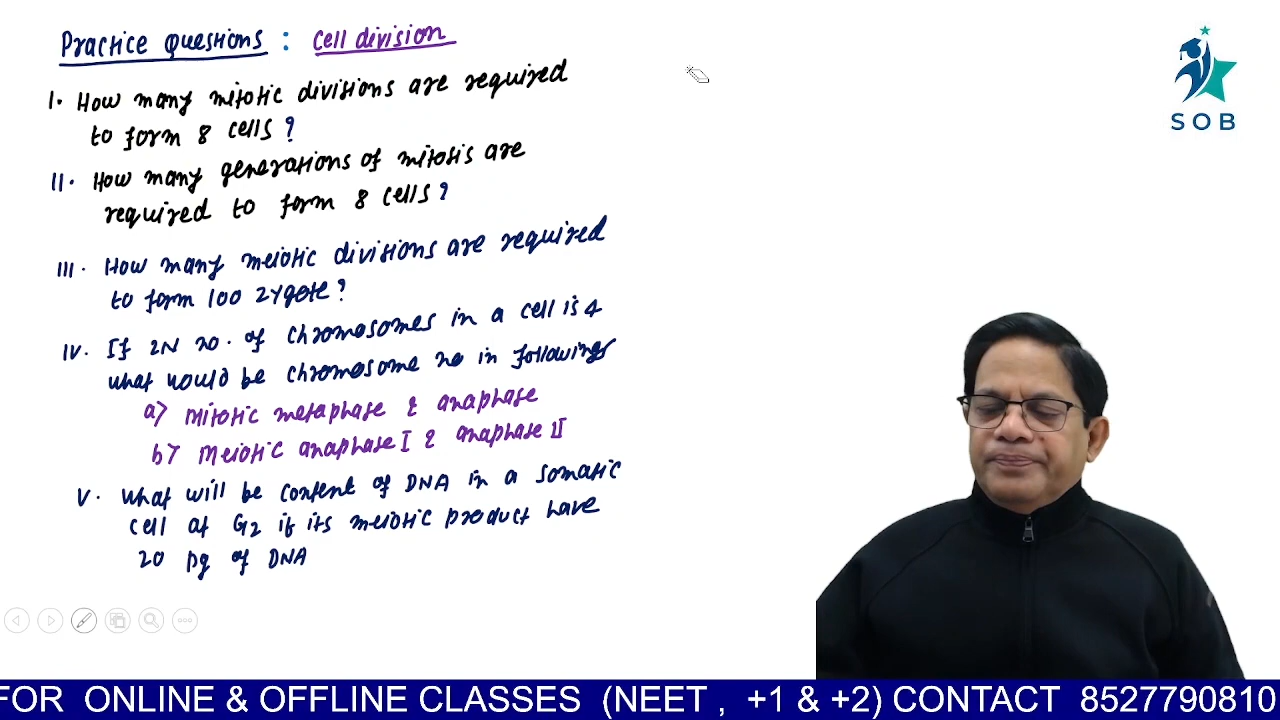 Practice Questions : Cell division
I. How many mitotic divisions are required
to form 8 cells ?
II. How many generations of mitosis are
required to form 8 cells ?
III. How many meiotic divisions are required
to form 100 zygote ?
IV. If 2N no. of chromosomes in a cell is 4
what would be chromosome no in followings
a) Mitotic metaphase & anaphase
b) Meiotic anaphase I & anaphase II
V. What will be content of DNA in a somatic
cell at G2 if its meiotic product have
20 pg of DNA
SOB
FOR ONLINE & OFFLINE CLASSES (NEET , +1 & +2) CONTACT 8527790810